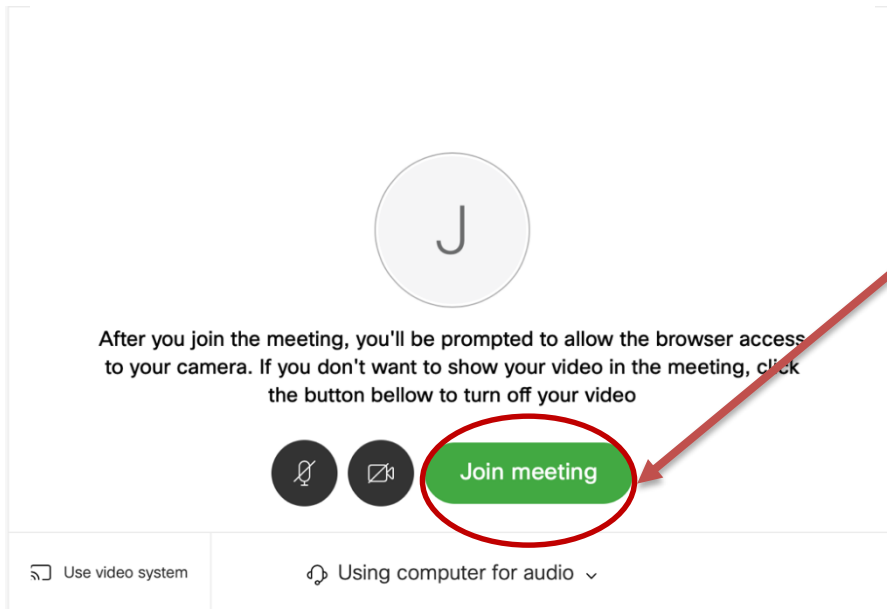 J
After you join the meeting, you'll be prompted to allow the browser access
to your camera. If you don't want to show your video in the meeting, click
the button bellow to turn off your video
Join meeting
Use video system
Using computer for audio